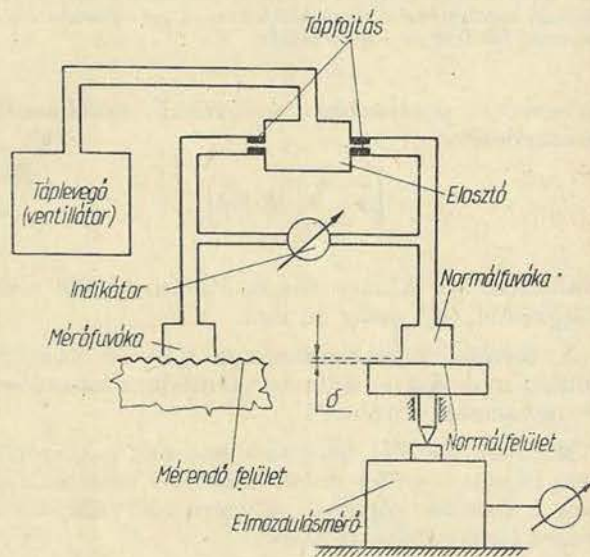 Tápfojtás
Táplevegő
(ventillátor)
Elosztó
Indikátor
Normálfuvóka
Mérőfuvóka
δ
Mérendő felület
Normálfelület
Elmozdulásmérő